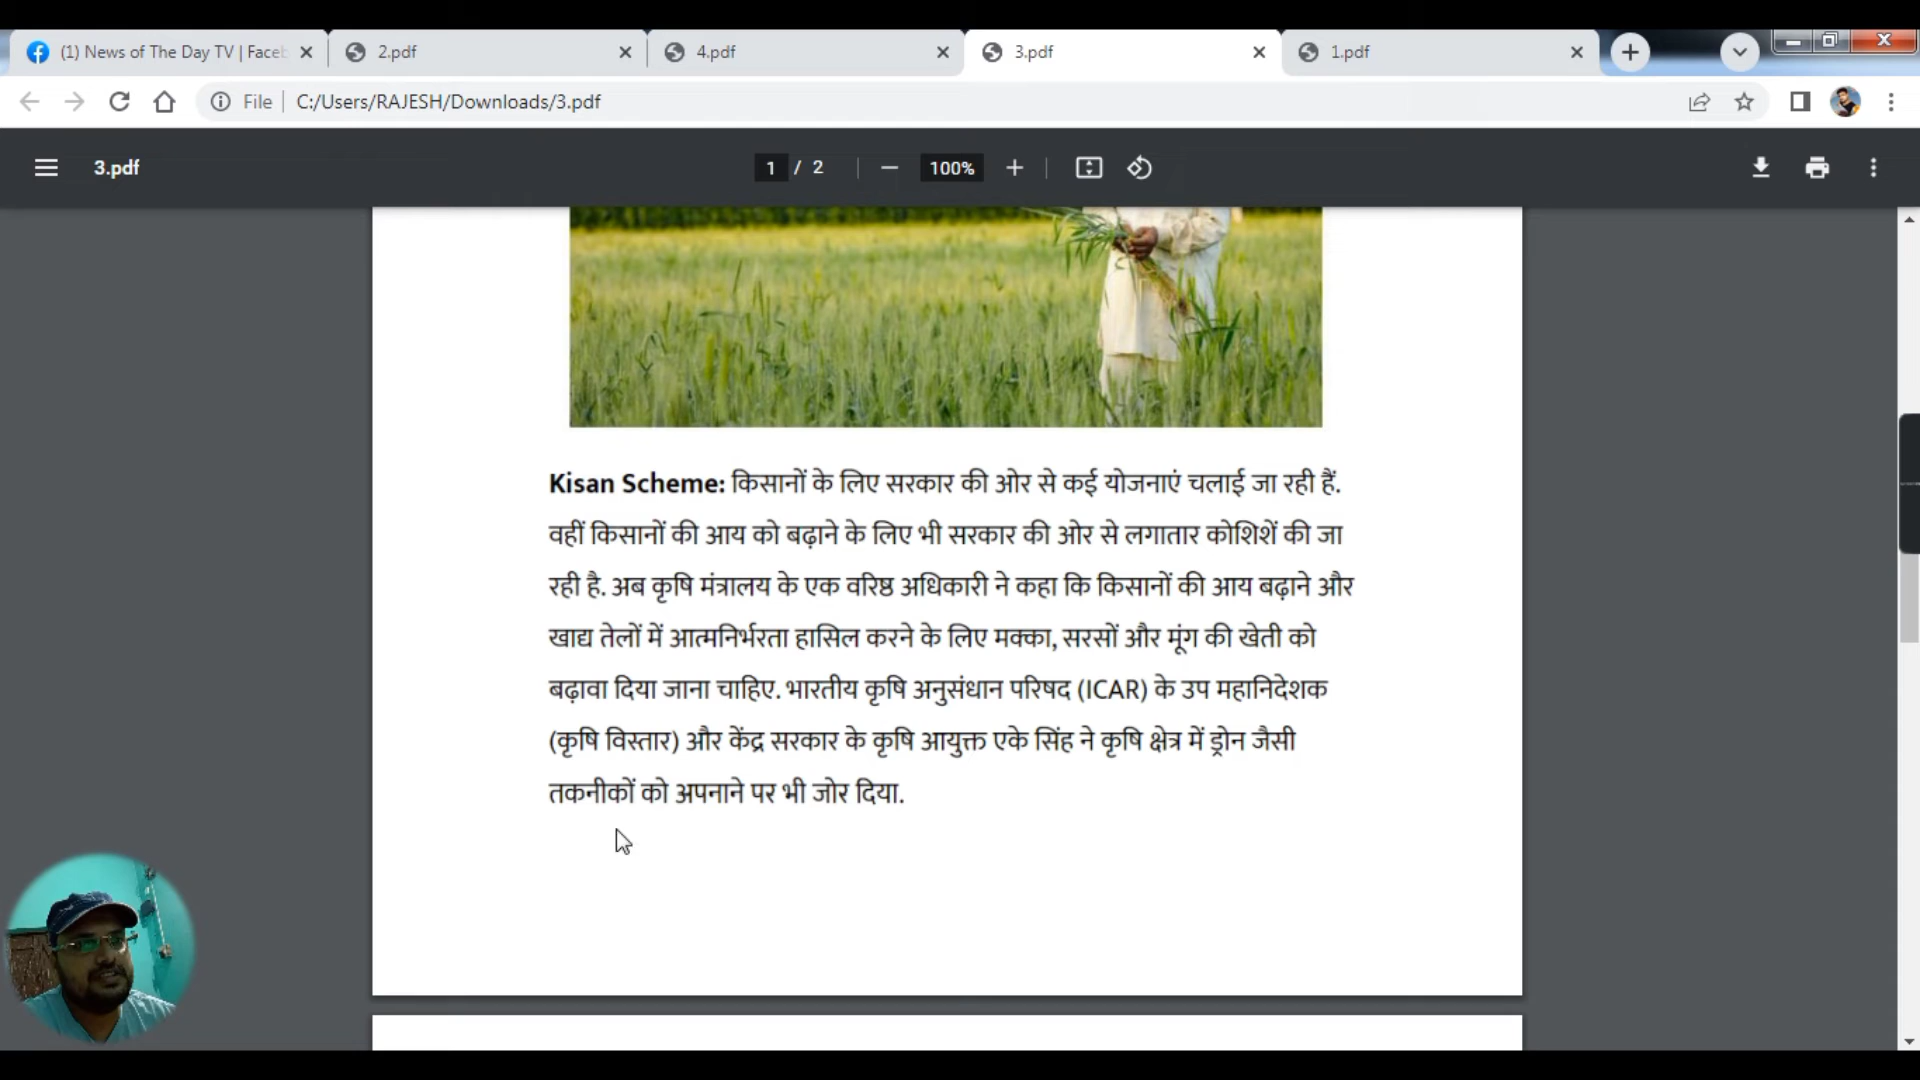 (1) News of The Day TV | Faceb
2.pdf
4.pdf
3.pdf
1.pdf
File
C:/Users/RAJESH/Downloads/3.pdf
3.pdf
1 / 2
100%
Kisan Scheme: किसानों के लिए सरकार की ओर से कई योजनाएं चलाई जा रही हैं.
वहीं किसानों की आय को बढ़ाने के लिए भी सरकार की ओर से लगातार कोशिशें की जा
रही है. अब कृषि मंत्रालय के एक वरिष्ठ अधिकारी ने कहा कि किसानों की आय बढ़ाने और
खाद्य तेलों में आत्मनिर्भरता हासिल करने के लिए मक्का, सरसों और मूंग की खेती को
बढ़ावा दिया जाना चाहिए. भारतीय कृषि अनुसंधान परिषद (ICAR) के उप महानिदेशक
(कृषि विस्तार) और केंद्र सरकार के कृषि आयुक्त एके सिंह ने कृषि क्षेत्र में ड्रोन जैसी
तकनीकों को अपनाने पर भी जोर दिया.